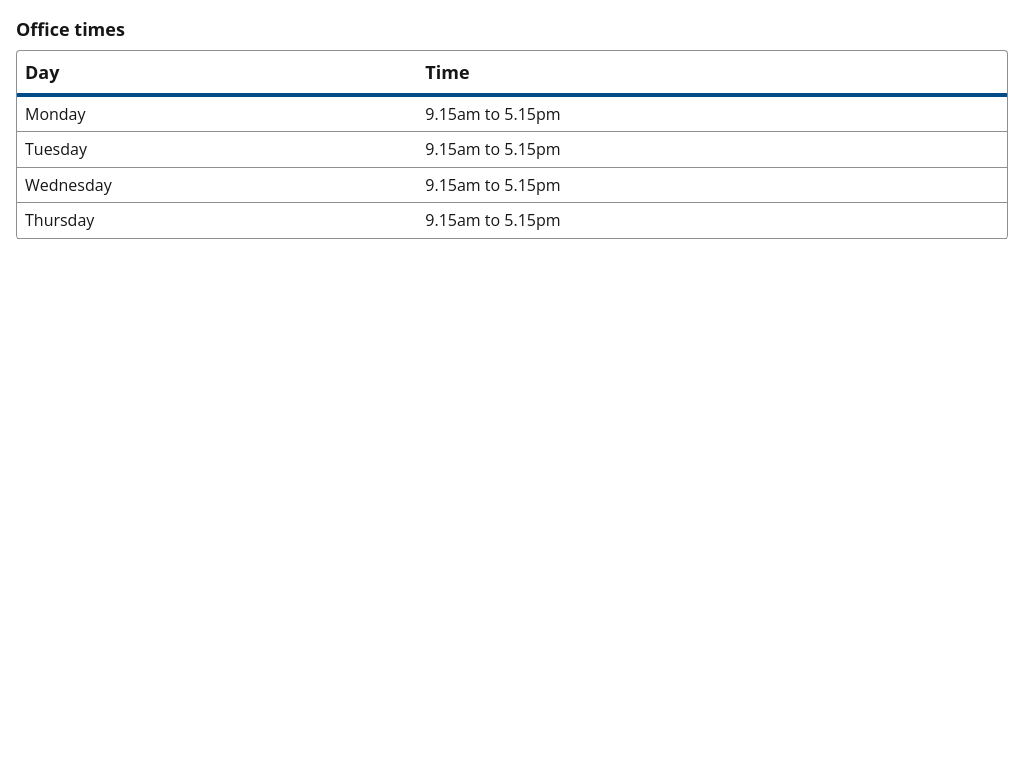 Office times
Day Time
Monday 9.15am to 5.15pm
Tuesday 9.15am to 5.15pm
Wednesday 9.15am to 5.15pm
Thursday 9.15am to 5.15pm